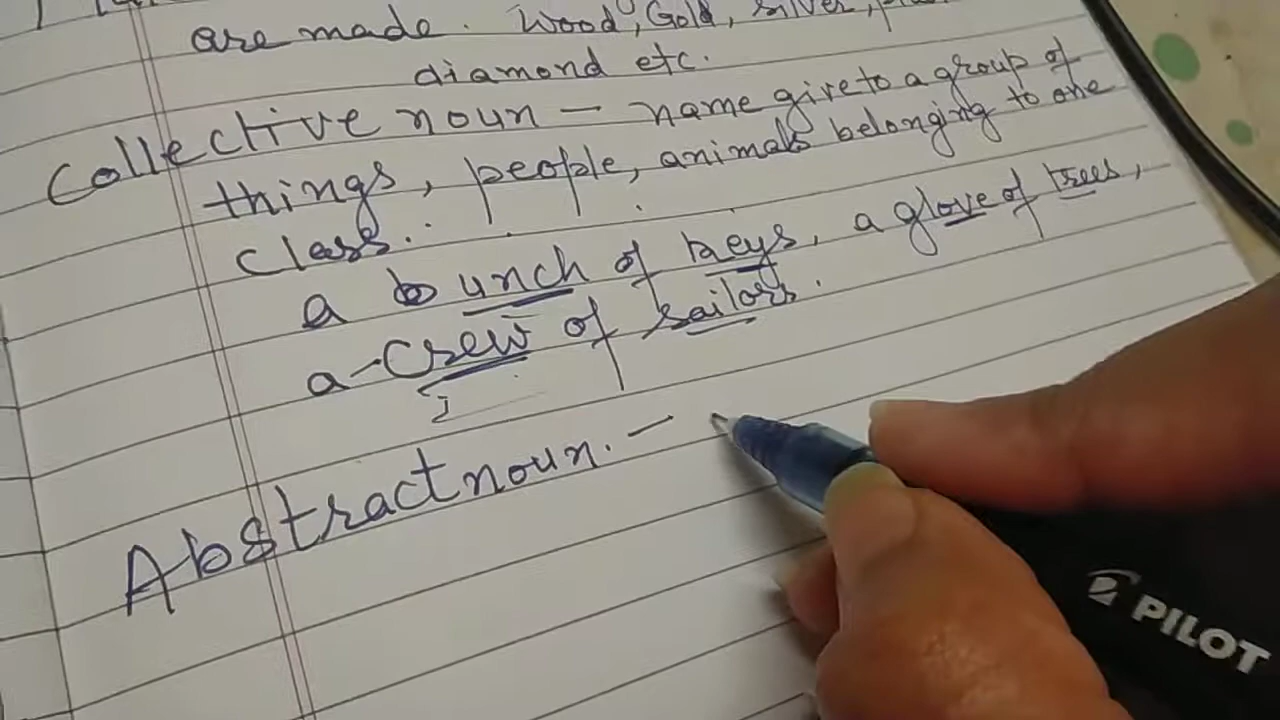 are made. Wood, Gold, silver,
diamond etc.
Collective noun — name give to a group of
things, people, animals belonging to one
class.
a bunch of keys, a glove of trees,
a-crew of sailors.
Abstract noun. —
PILOT